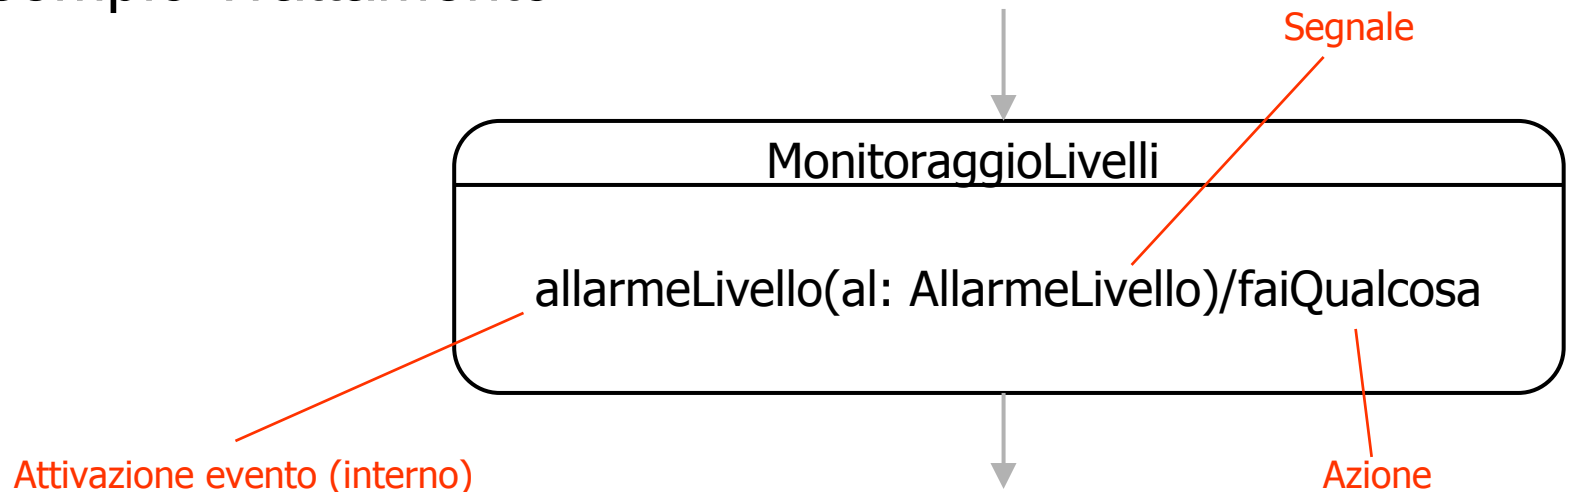 Segnale
MonitoraggioLivelli
allarmeLivello(al: AllarmeLivello)/faiQualcosa
Attivazione evento (interno)
Azione